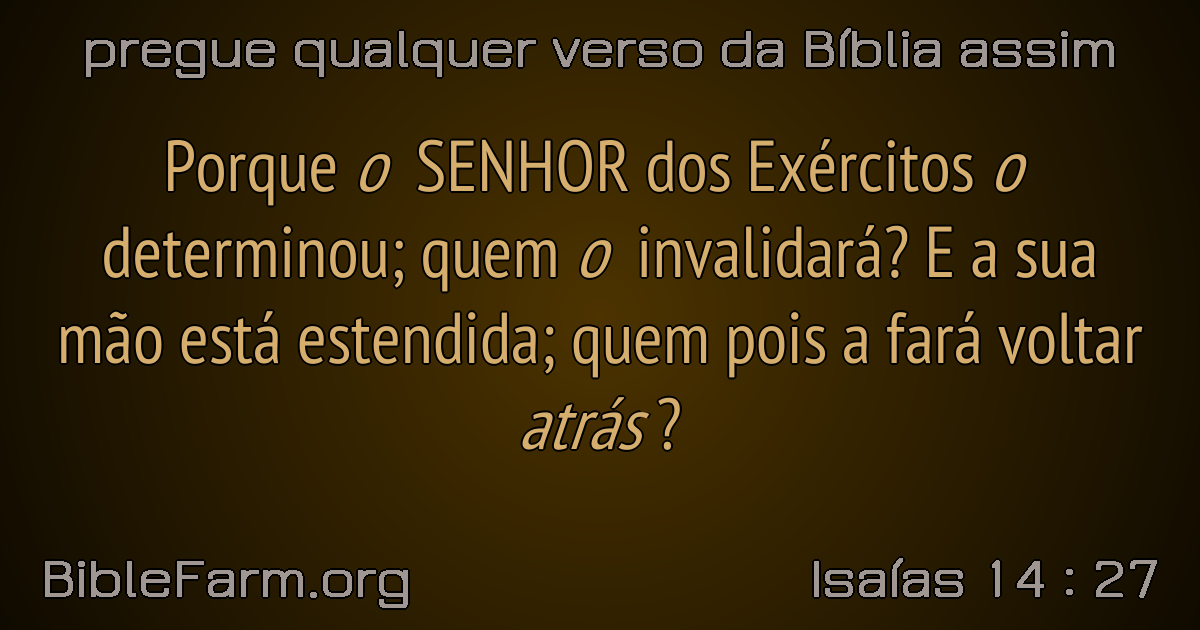 pregue qualquer verso da Bíblia assim
Porque o SENHOR dos Exércitos o
determinou; quem o invalidará? E a sua
mão está estendida; quem pois a fará voltar
atrás ?
BibleFarm.org
Isaías 14 : 27